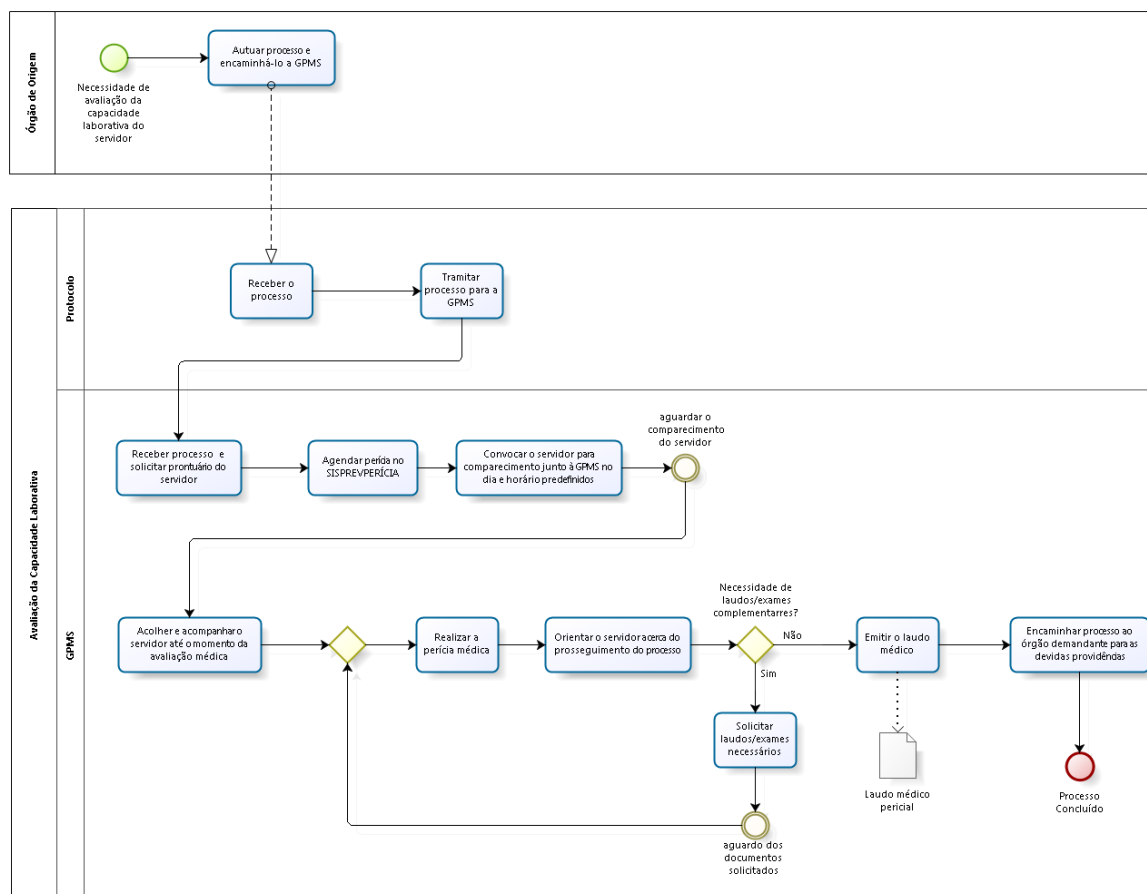 Órgão de Origem
Autuar processo e
encaminhá-lo a GPMS
Necessidade de
avaliação da
capacidade
laborativa do
servidor
Avaliação da Capacidade Laborativa
Protocolo
Receber o
processo
Tramitar
processo para a
GPMS
GPMS
aguardar o
comparecimento
do servidor
Receber processo e
solicitar prontuário do
servidor
Agendar perícia no
SISPREVPERÍCIA
Convocar o servidor para
comparecimento junto à GPMS no
dia e horário predefinidos
Necessidade de
laudos/exames
complementarres?
Acolher e acompanhar o
servidor até o momento da
avaliação médica
Realizar a
perícia médica
Orientar o servidor acerca do
prosseguimento do processo
Não
Sim
Emitir o laudo
médico
Encaminhar processo ao
órgão demandante para as
devidas providências
Solicitar
laudos/exames
necessários
Laudo médico
pericial
Processo
Concluído
aguardo dos
documentos
solicitados